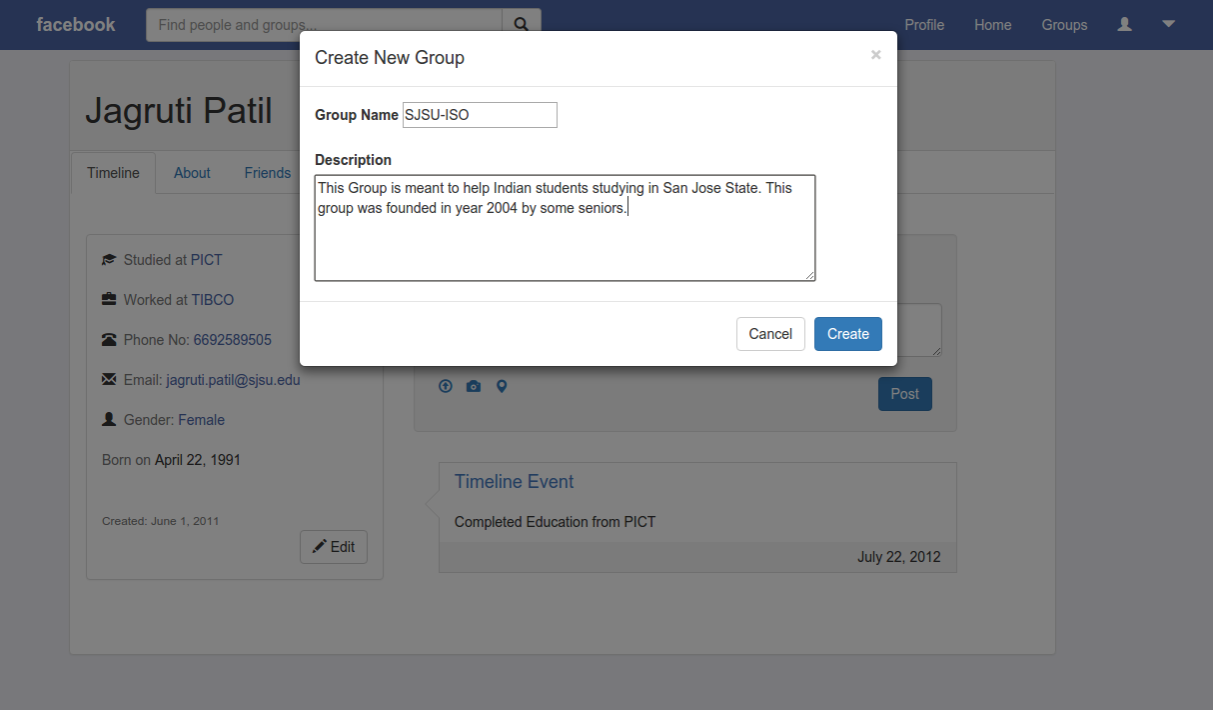 facebook
Find people and groups...
Profile
Home
Groups
Create New Group
×
Group Name SJSU-ISO
Description
This Group is meant to help Indian students studying in San Jose State. This
group was founded in year 2004 by some seniors.
Cancel
Create
Jagruti Patil
Timeline
About
Friends
Studied at PICT
Worked at TIBCO
Phone No: 6692589505
Email: jagruti.patil@sjsu.edu
Gender: Female
Born on April 22, 1991
Created: June 1, 2011
Edit
Post
Timeline Event
Completed Education from PICT
July 22, 2012